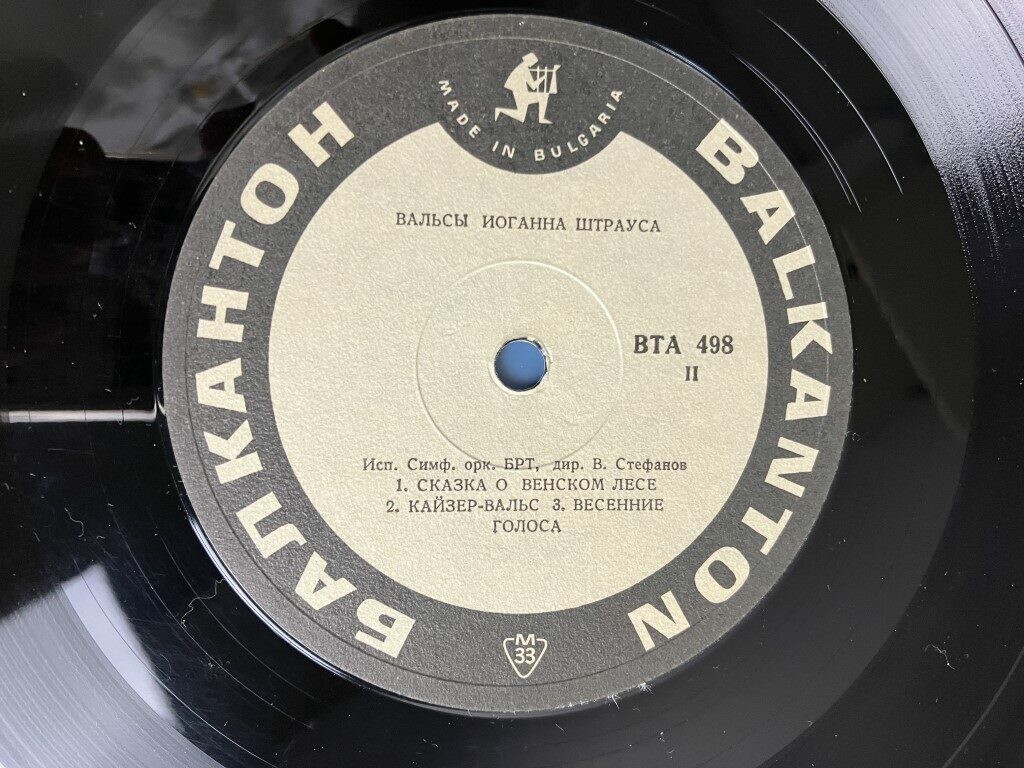 MADE IN BULGARIA
БАЛКАНТОН
BALKANTON
ВАЛЬСЫ ИОГАННА ШТРАУСА
ВТА 498
II
Исп. Симф. орк. БРТ, дир. В. Стефанов
1. СКАЗКА О ВЕНСКОМ ЛЕСЕ
2. КАЙЗЕР-ВАЛЬС 3. ВЕСЕННИЕ
ГОЛОСА
M
33